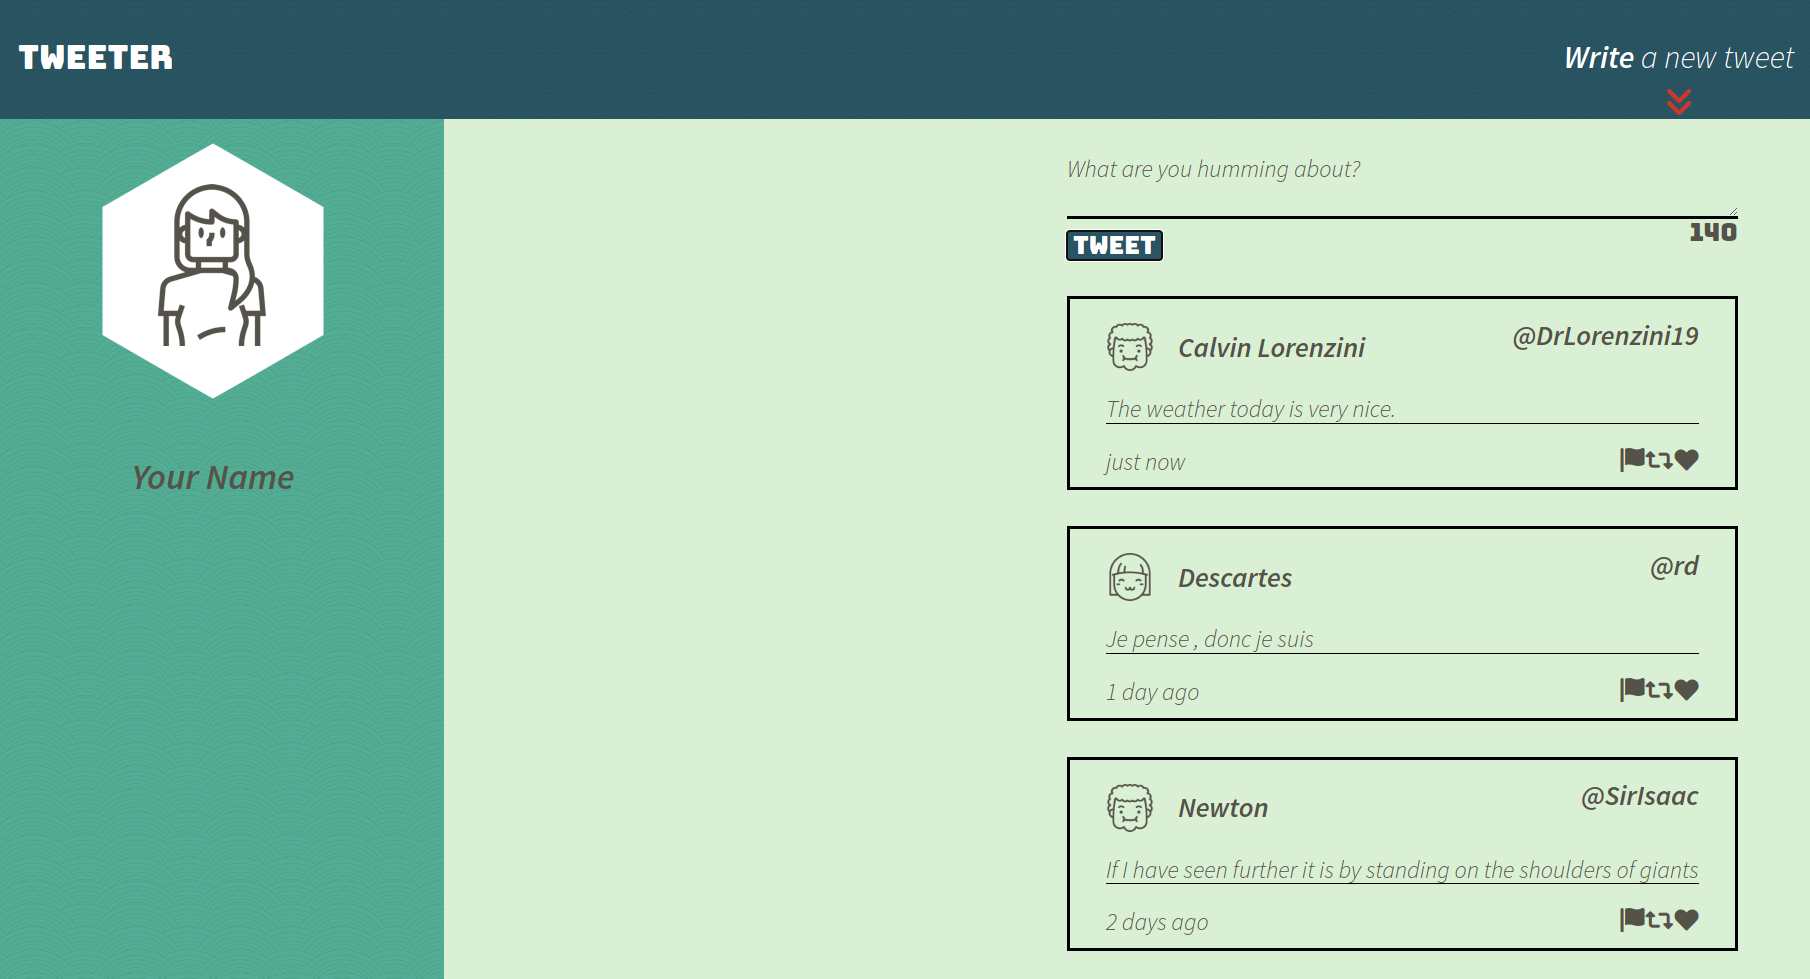 TWEETER
Write a new tweet
Your Name
What are you humming about?
TWEET
140
Calvin Lorenzini
@DrLorenzini19
The weather today is very nice.
just now
Descartes
@rd
Je pense , donc je suis
1 day ago
Newton
@SirIsaac
If I have seen further it is by standing on the shoulders of giants
2 days ago